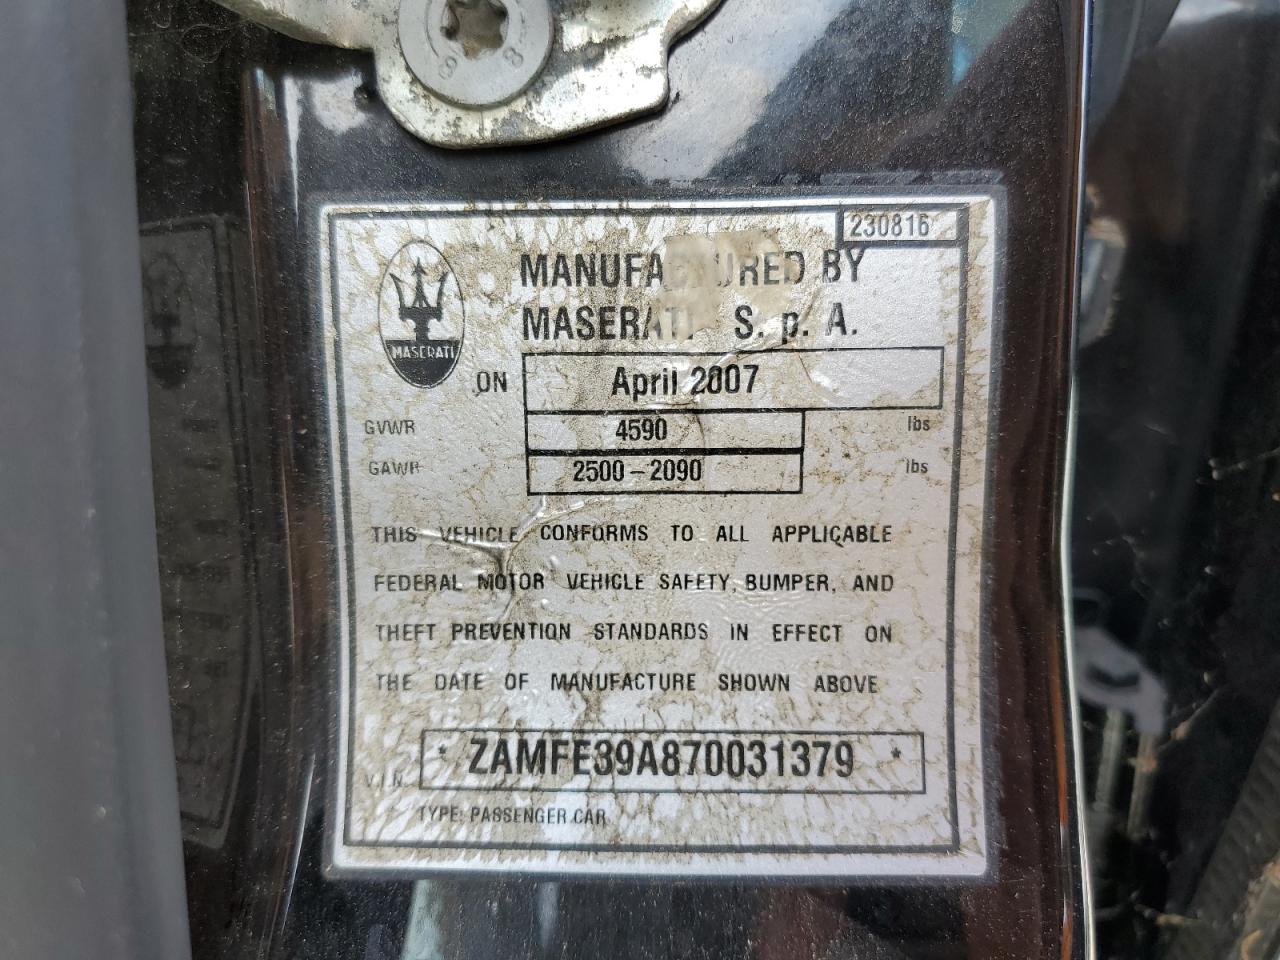 8 8
230816
MANUFACTURED BY
MASERATI S. p. A.
MASERATI
ON April 2007
GVWR 4590 lbs
GAWR 2500-2090 lbs
THIS VEHICLE CONFORMS TO ALL APPLICABLE
FEDERAL MOTOR VEHICLE SAFETY, BUMPER, AND
THEFT PREVENTION STANDARDS IN EFFECT ON
THE DATE OF MANUFACTURE SHOWN ABOVE
V.I.N. * ZAMFE39A870031379 *
TYPE: PASSENGER CAR